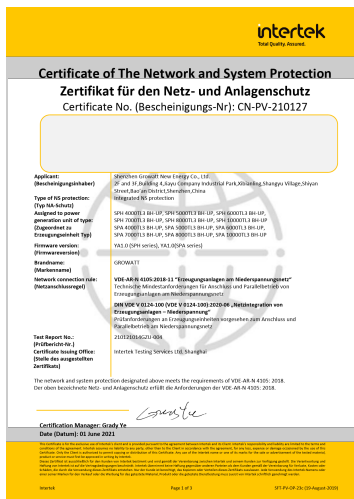 intertek
Total Quality. Assured.
Certificate of The Network and System Protection
Zertifikat für den Netz- und Anlagenschutz
Certificate No. (Bescheinigungs-Nr): CN-PV-210127
Applicant: Shenzhen Growatt New Energy Co., Ltd
(Bescheinigungsinhaber) 2F and 3F,Building 4,Jiayu Company Industrial Park,Xibianling,Shangyu Village,Shiyan
Street,Bao'an District,Shenzhen,China
Type of NS protection: Integrated NS protection
(Typ NA-Schutz)
Assigned to power SPH 4000TL3 BH-UP, SPH 5000TL3 BH-UP, SPH 6000TL3 BH-UP,
generation unit of type: SPH 7000TL3 BH-UP, SPH 8000TL3 BH-UP, SPH 10000TL3 BH-UP
(Zugeordnet zu SPA 4000TL3 BH-UP, SPA 5000TL3 BH-UP, SPA 6000TL3 BH-UP,
Erzeugungseinheit Typ) SPA 7000TL3 BH-UP, SPA 8000TL3 BH-UP, SPA 10000TL3 BH-UP
Firmware version: YA1.0 (SPH series), YA1.0(SPA series)
(Firmwareversion)
Brandname: GROWATT
(Markennamen)
Network connection rule: VDE-AR-N 4105:2018-11 "Erzeugungsanlagen am Niederspannungsnetz"
(Netzanschlussregel) Technische Mindestanforderungen für Anschluss und Parallelbetrieb von
Erzeugungsanlagen am Niederspannungsnetz
DIN VDE V 0124-100 (VDE V 0124-100):2020-06 „Netzintegration von
Erzeugungsanlagen – Niederspannung"
Prüfanforderungen an Erzeugungseinheiten vorgesehen zum Anschluss und
Parallelbetrieb am Niederspannungsnetz
Test Report No.: 210121014GZU-004
(Prüfbericht-Nr.)
Certificate Issuing Office: Intertek Testing Services Ltd, Shanghai
(Stelle des ausgestellten
Zertifikats)
The network and system protection designated above meets the requirements of VDE-AR-N 4105: 2018.
Der oben bezeichnete Netz- und Anlagenschutz erfüllt die Anforderungen der VDE-AR-N 4105: 2018.
Certification Manager: Grady Ye
Date (Datum): 01 June 2021
Intertek Page 1 of 3